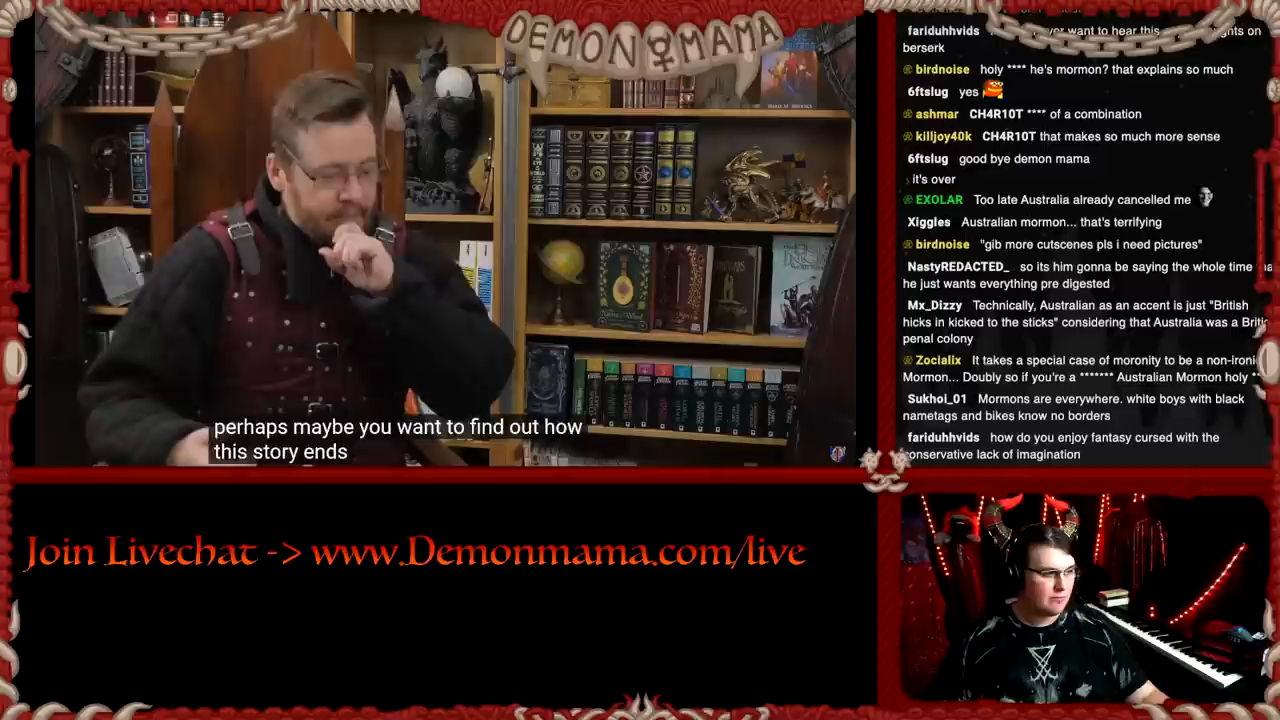 DEMON MAMA
perhaps maybe you want to find out how
this story ends
Join Livechat -> www.Demonmama.com/live
fariduhhvids
berserk
birdnoise holy **** he's mormon? that explains so much
6ftslug yes
ashmar CH4R10T **** of a combination
killjoy40k CH4R10T that makes so much more sense
6ftslug good bye demon mama
it's over
EXOLAR Too late Australia already cancelled me
Xiggles Australian mormon... that's terrifying
birdnoise "gib more cutscenes pls i need pictures"
NastyREDACTED_ so its him gonna be saying the whole time
he just wants everything pre digested
Mx_Dizzy Technically, Australian as an accent is just "British
hicks in kicked to the sticks" considering that Australia was a
penal colony
Zocialix It takes a special case of moronity to be a
Mormon... Doubly so if you're a ******* Australian Mormon holy
Sukhoi_01 Mormons are everywhere. white boys with black
nametags and bikes know no borders
fariduhhvids how do you enjoy fantasy cursed with the
conservative lack of imagination